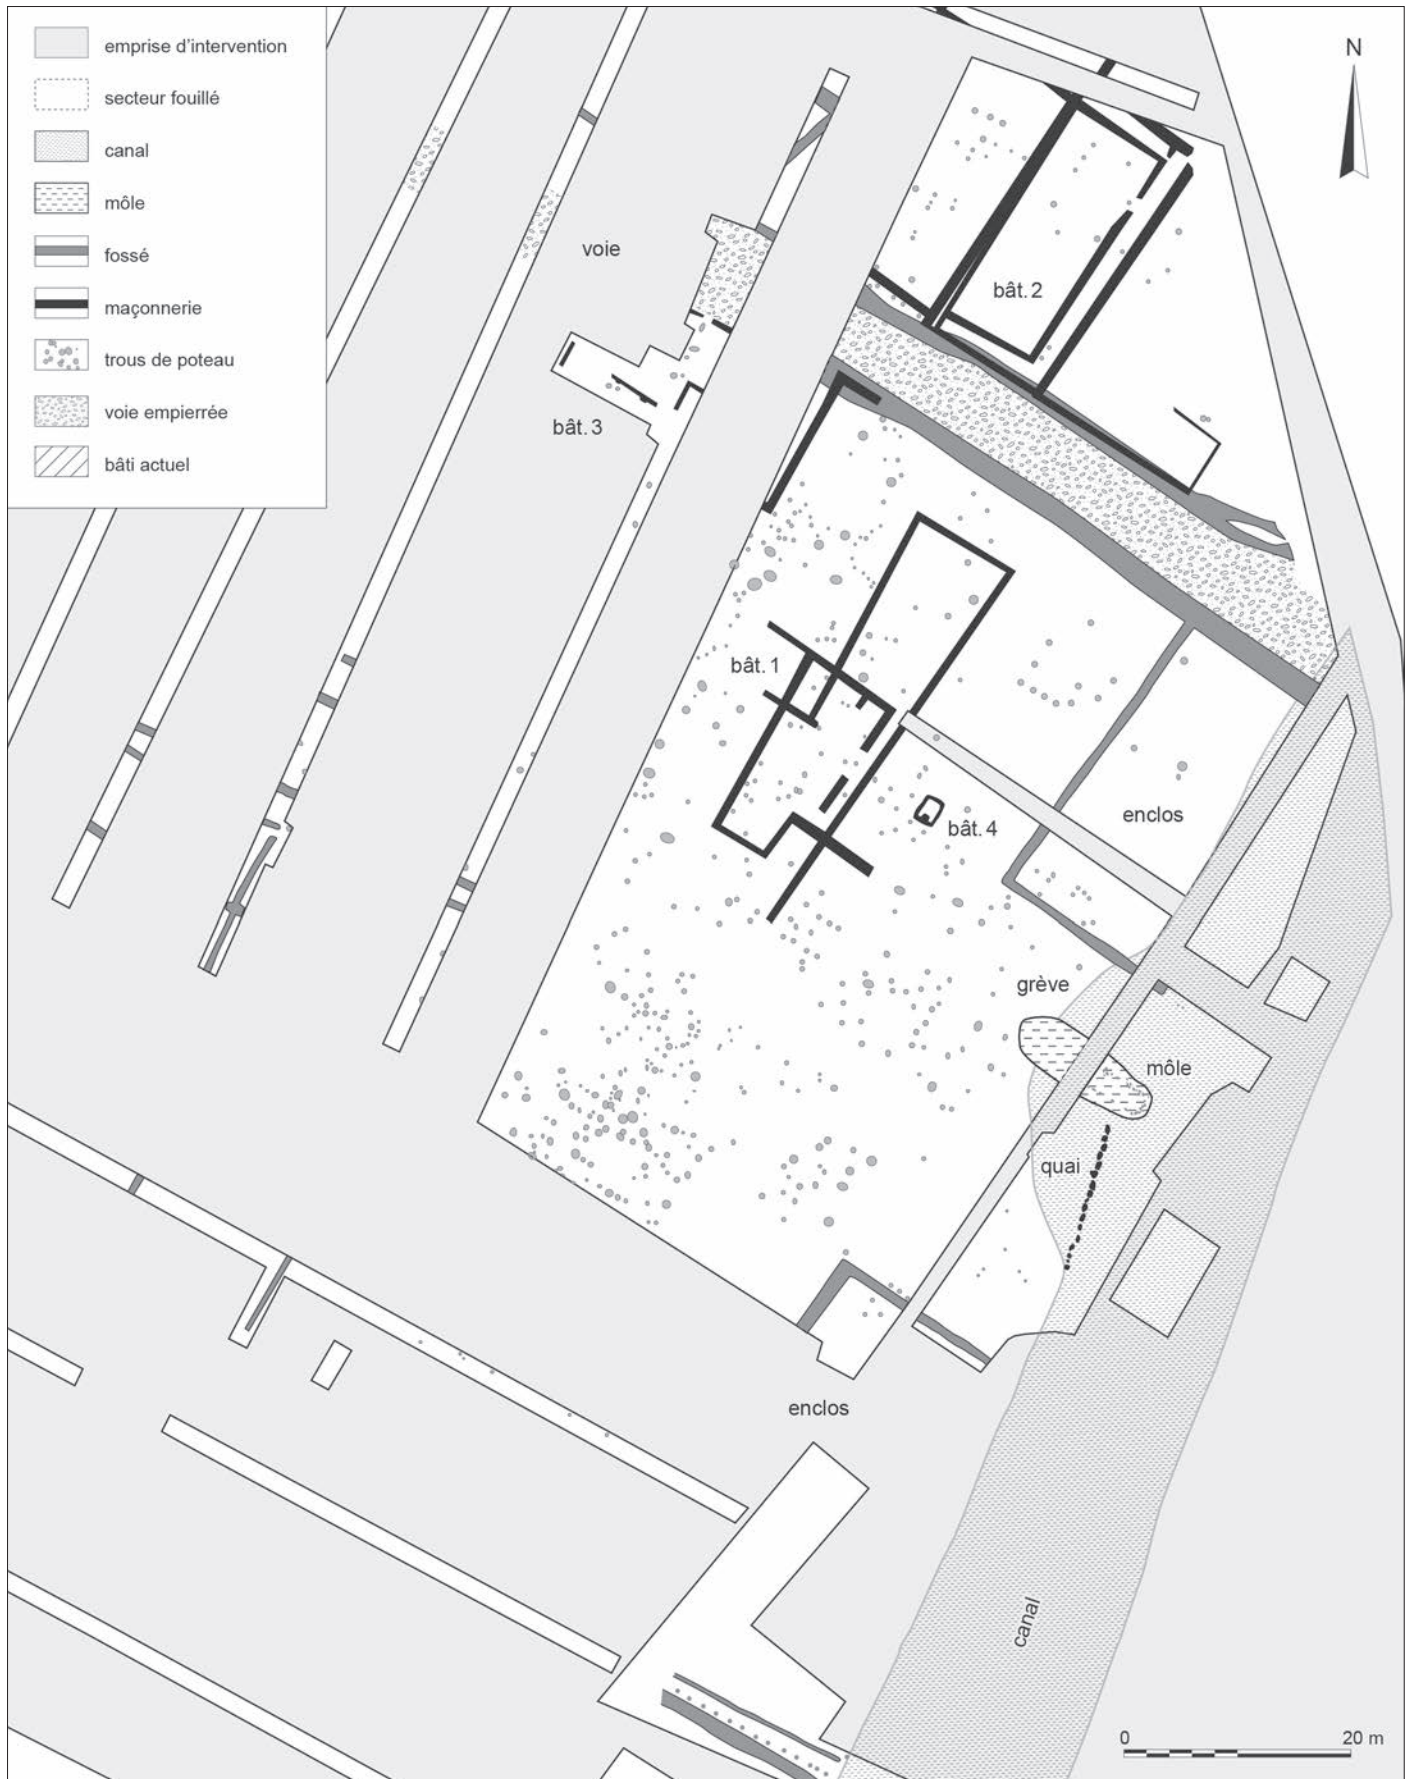 emprise d'intervention
secteur fouillé
canal
môle
fossé
maçonnerie
trous de poteau
voie empierrée
bâti actuel
N
voie
bât. 2
bât. 3
bât. 1
enclos
bât. 4
grève
môle
quai
enclos
canal
0 20 m